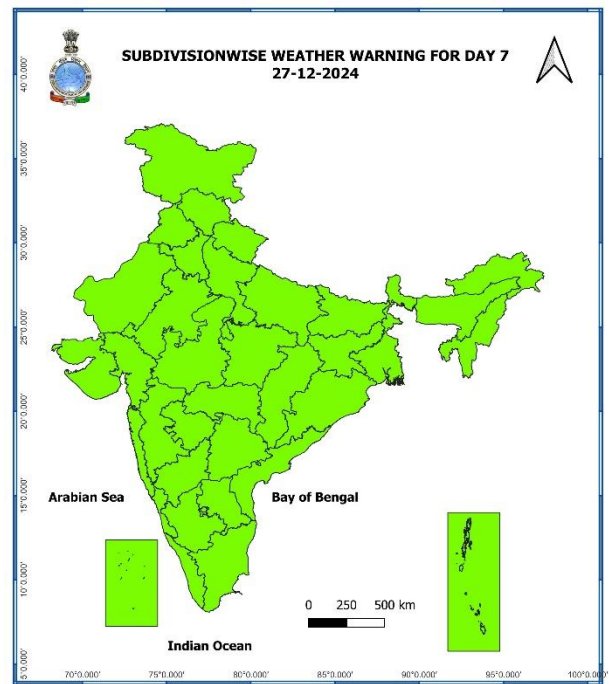 SUBDIVISIONWISE WEATHER WARNING FOR DAY 7
27-12-2024
40°0.000'
35°0.000'
30°0.000'
25°0.000'
20°0.000'
15°0.000'
10°0.000'
5°0.000'
Arabian Sea
Bay of Bengal
0 250 500 km
Indian Ocean
70°0.000' 75°0.000' 80°0.000' 85°0.000' 90°0.000' 95°0.000' 100°0.000'